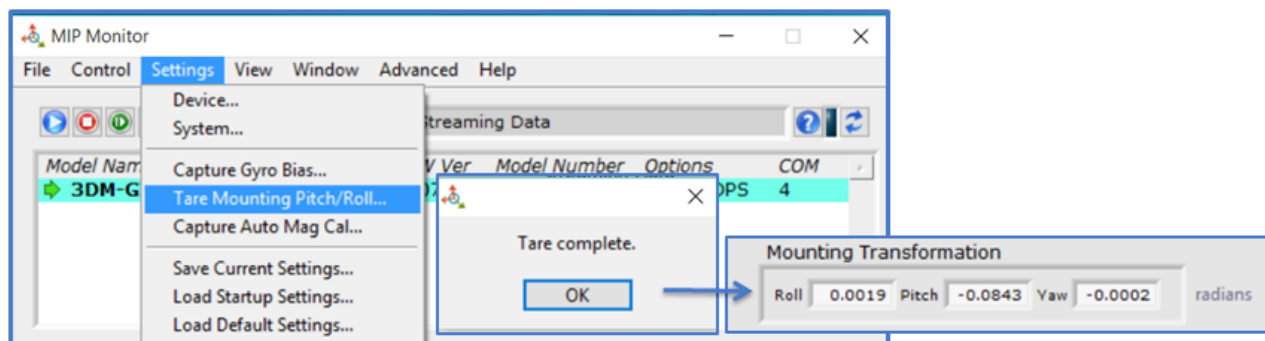 MIP Monitor
File Control Settings View Window Advanced Help
Device...
System...
Streaming Data
Model Nam W Ver Model Number Options COM
3DM-G 07 OPS 4
Capture Gyro Bias...
Tare Mounting Pitch/Roll...
Capture Auto Mag Cal...
Save Current Settings...
Load Startup Settings...
Load Default Settings...
Tare complete.
OK
Mounting Transformation
Roll 0.0019 Pitch -0.0843 Yaw -0.0002 radians